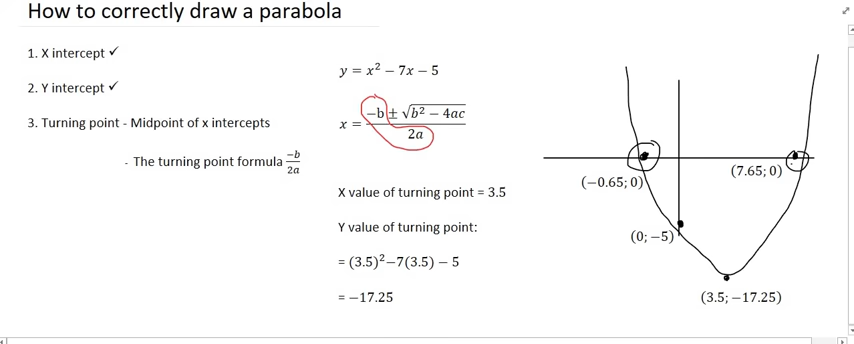 How to correctly draw a parabola
1. X intercept ✓
2. Y intercept ✓
3. Turning point - Midpoint of x intercepts
- The turning point formula −b/2a
y = x² − 7x − 5
x = −b ± √b² − 4ac / 2a
X value of turning point = 3.5
Y value of turning point:
= (3.5)²−7(3.5) − 5
= −17.25
(−0.65; 0)
(7.65; 0)
(0; −5)
(3.5; −17.25)